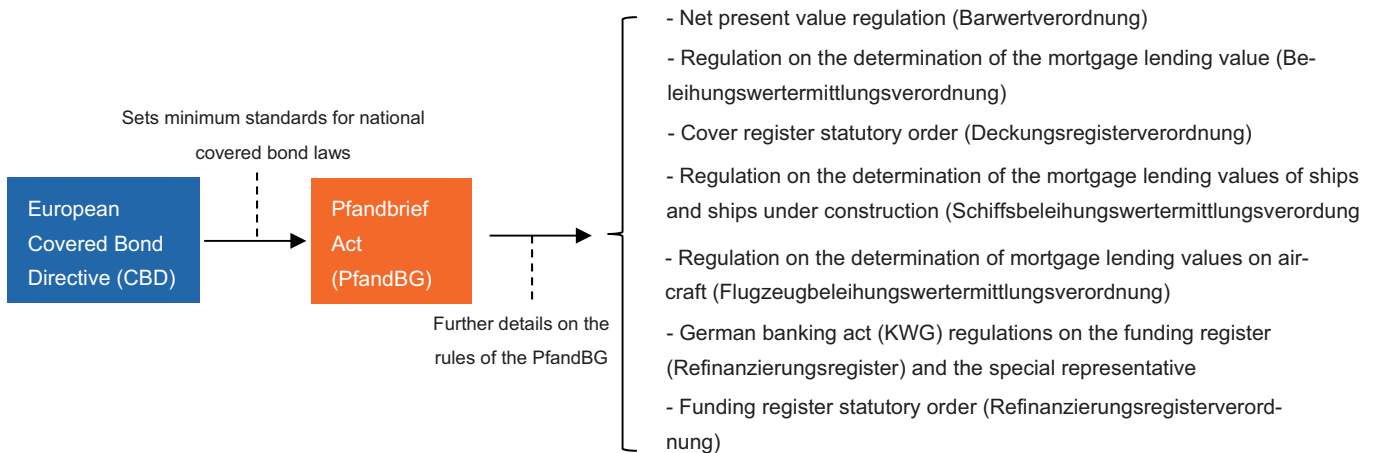 Sets minimum standards for national
covered bond laws
European
Covered Bond
Directive (CBD)
Pfandbrief
Act
(PfandBG)
Further details on the
rules of the PfandBG
- Net present value regulation (Barwertverordnung)
- Regulation on the determination of the mortgage lending value (Be-
leihungswertermittlungsverordnung)
- Cover register statutory order (Deckungsregisterverordnung)
- Regulation on the determination of the mortgage lending values of ships
and ships under construction (Schiffsbeleihungswertermittlungsverordung
- Regulation on the determination of mortgage lending values on air-
craft (Flugzeugbeleihungswertermittlungsverordnung)
- German banking act (KWG) regulations on the funding register
(Refinanzierungsregister) and the special representative
- Funding register statutory order (Refinanzierungsregisterverord-
nung)